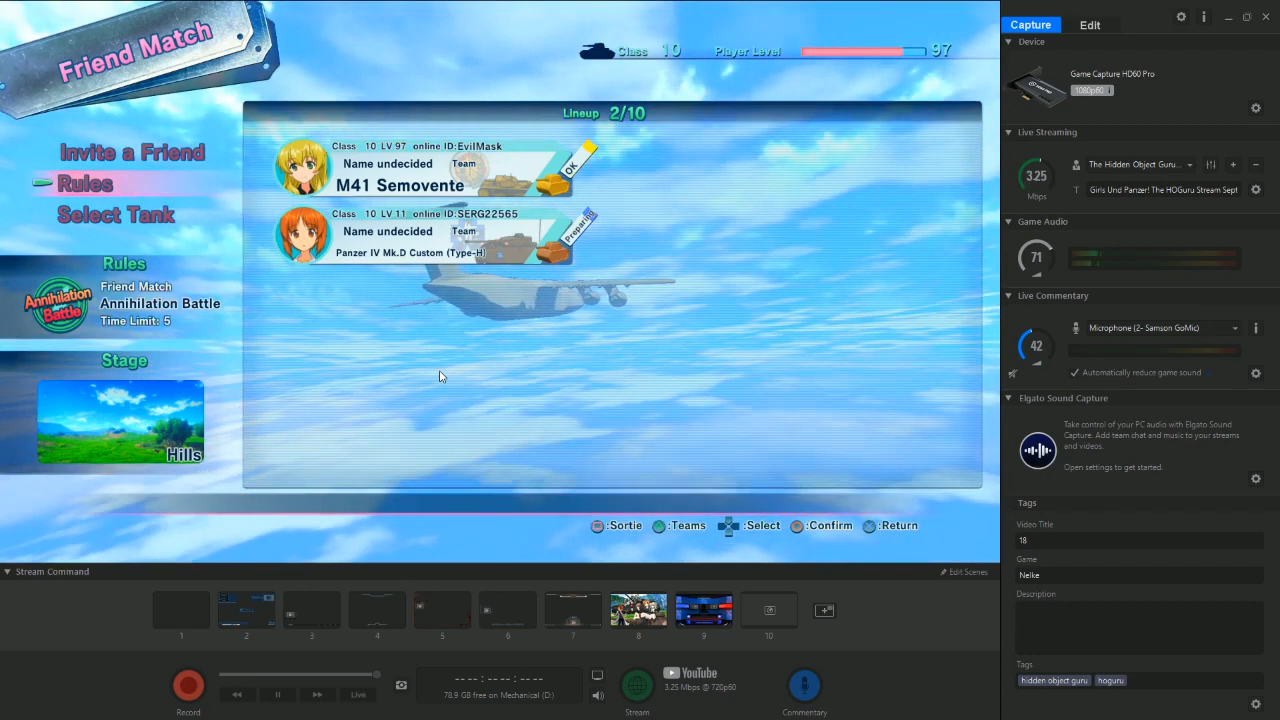 Friend Match
Class 10 Player Level 97
Lineup 2/10
Invite a Friend
Rules
Select Tank
Rules
Annihilation Battle
Friend Match
Annihilation Battle
Time Limit: 5
Stage
Hills
Class 10 LV 97 online ID:EvilMask
Name undecided Team
M41 Semovente
OK
Class 10 LV 11 online ID:SERG22565
Name undecided Team
Panzer IV Mk.D Custom (Type-H)
Preparing
:Sortie :Teams :Select :Confirm :Return
Capture Edit
Device
Game Capture HD60 Pro
1080p60 i
Live Streaming
3.25
Mbps
The Hidden Object Guru...
T Girls Und Panzer! The HOGuru Stream Sept
Game Audio
71
Live Commentary
42
Microphone (2- Samson GoMic)
Automatically reduce game sound
Elgato Sound Capture
Take control of your PC audio with Elgato Sound
Capture. Add team chat and music to your streams
and videos.
Open settings to get started.
Tags
Video Title
18
Game
Nelke
Description
Tags
hidden object guru hoguru
Stream Command
Edit Scenes
1 2 3 4 5 6 7 8 9 10
Record
Live
-- -- : -- -- : -- --
78.9 GB free on Mechanical (D:)
Stream
YouTube
3.25 Mbps @ 720p60
Commentary